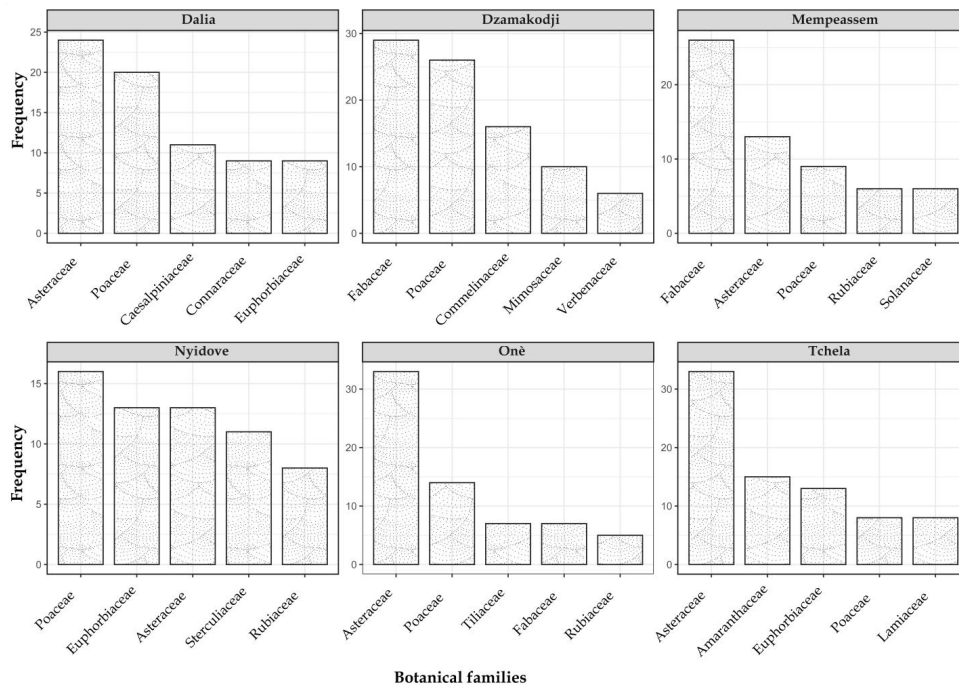 Dalia
Dzamakodji
Mempeassem
Frequency
25
20
15
10
5
0
30
20
10
0
20
10
0
Asteraceae
Poaceae
Caesalpiniaceae
Connaraceae
Euphorbiaceae
Fabaceae
Poaceae
Commelinaceae
Mimosaceae
Verbenaceae
Fabaceae
Asteraceae
Poaceae
Rubiaceae
Solanaceae
Nyidove
Onè
Tchela
Frequency
15
10
5
0
30
20
10
0
30
20
10
0
Poaceae
Euphorbiaceae
Asteraceae
Sterculiaceae
Rubiaceae
Asteraceae
Poaceae
Tiliaceae
Fabaceae
Rubiaceae
Asteraceae
Amaranthaceae
Euphorbiaceae
Poaceae
Lamiaceae
Botanical families